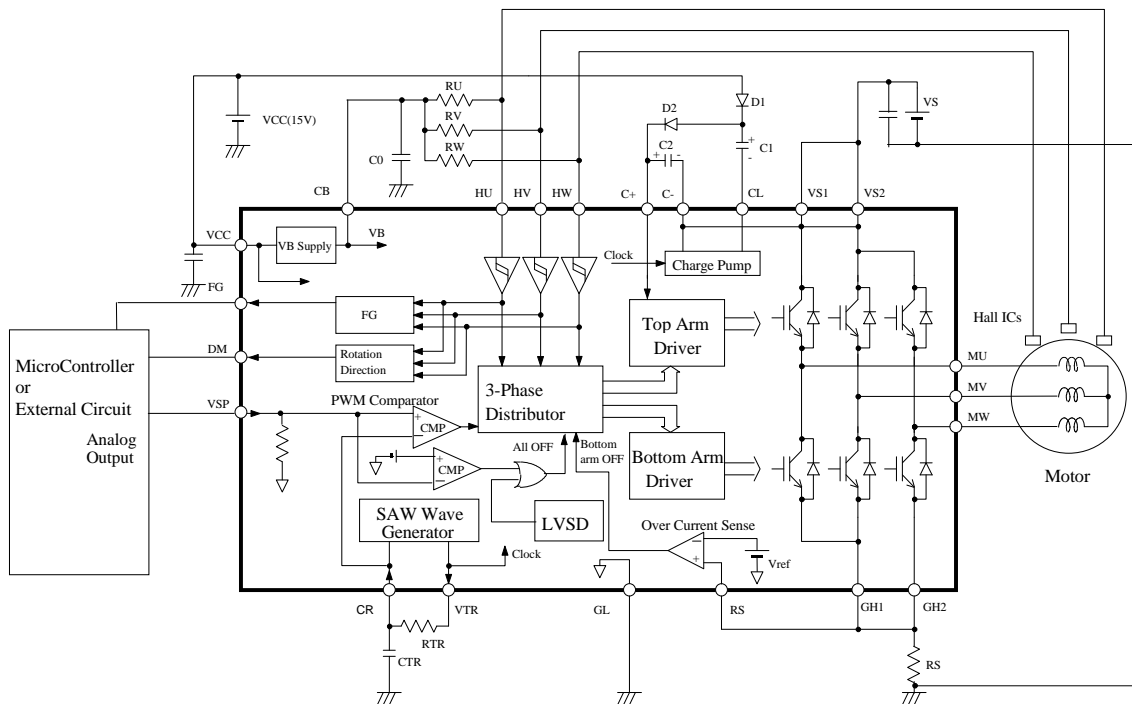 RU
VS
D1
D2
VCC(15V)
RV
+
C2
C1
+
-
-
RW
C0
CB
HU
HV
HW
C+
C-
CL
VS1
VS2
VCC
VB Supply
VB
Clock
Charge Pump
FG
FG
Top Arm
Driver
Hall ICs
DM
Rotation
Direction
MU
MicroController
or
External Circuit
Analog
Output
3-Phase
Distributor
MV
VSP
PWM Comparator
+
-
CMP
MW
All OFF
Bottom
arm OFF
Bottom Arm
Driver
+
-
CMP
Motor
SAW Wave
Generator
LVSD
Over Current Sense
-
+
Vref
Clock
CR
VTR
GL
RS
GH1
GH2
RTR
CTR
RS